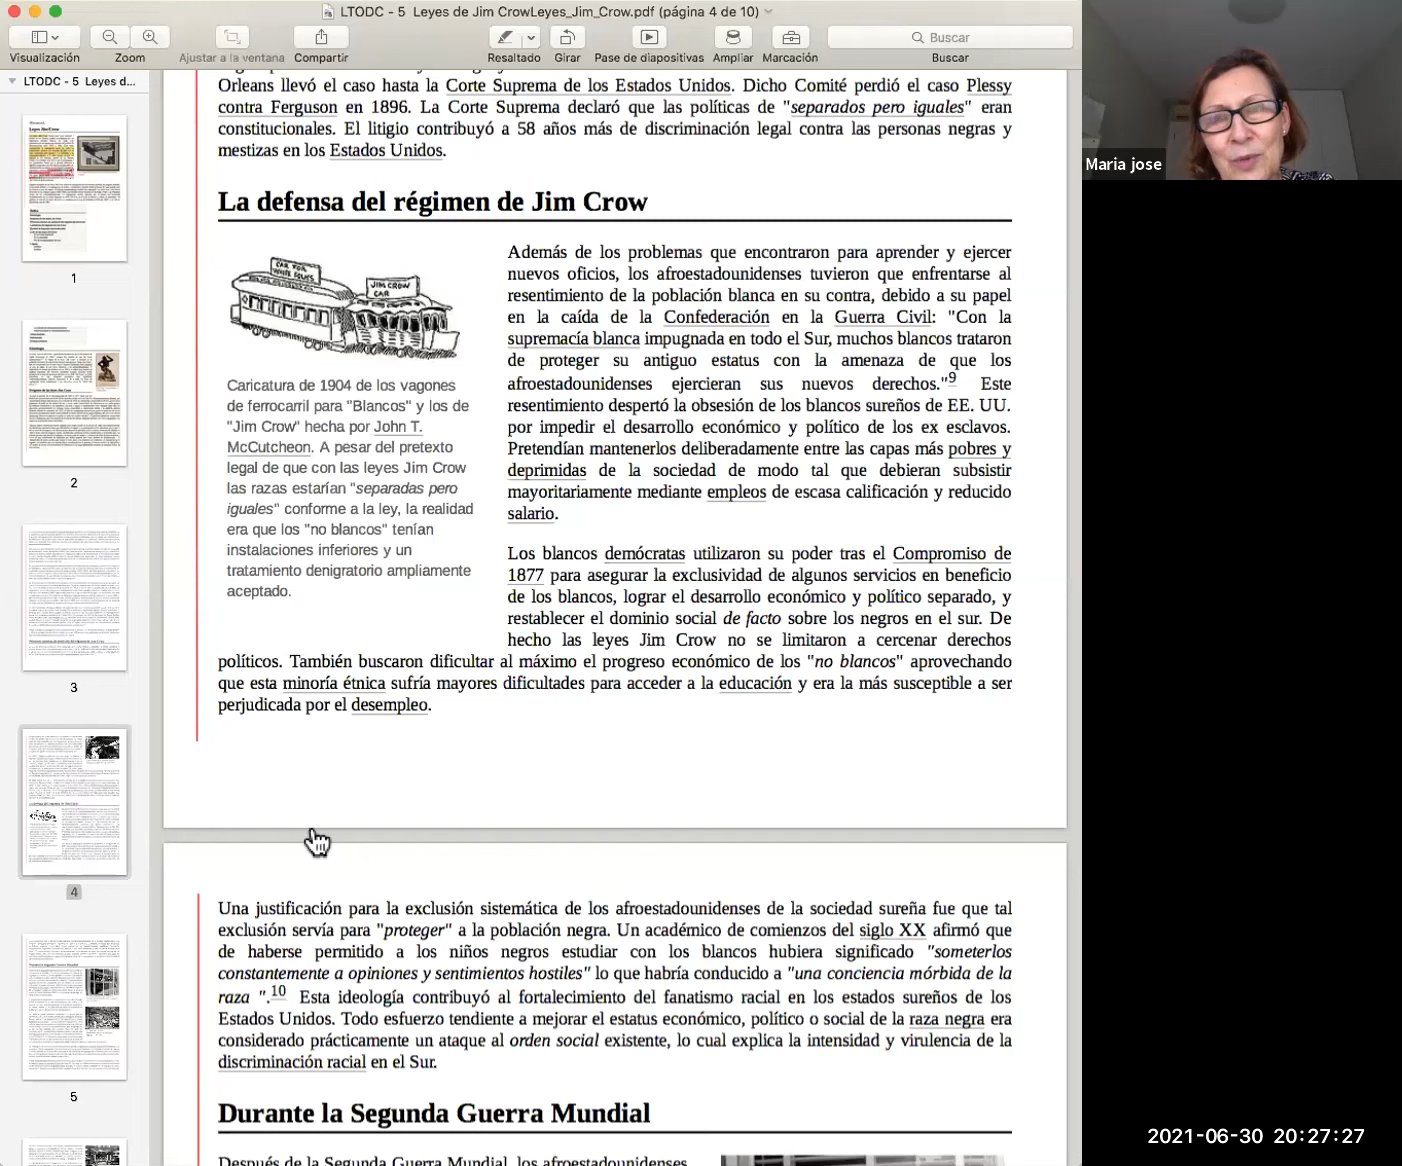 LTODC - 5 Leyes de Jim CrowLeyes_Jim_Crow.pdf (página 4 de 10)
Visualización
Zoom
Ajustar a la ventana
Compartir
Resaltado
Girar
Pase de diapositivas
Ampliar
Marcación
Buscar
Buscar
LTODC - 5 Leyes d...
1
2
3
4
5
Orleans llevó el caso hasta la Corte Suprema de los Estados Unidos. Dicho Comité perdió el caso Plessy
contra Ferguson en 1896. La Corte Suprema declaró que las políticas de "separados pero iguales" eran
constitucionales. El litigio contribuyó a 58 años más de discriminación legal contra las personas negras y
mestizas en los Estados Unidos.
La defensa del régimen de Jim Crow
CAR FOR
WHITE FOLKS
JIM CROW
CAR
Caricatura de 1904 de los vagones
de ferrocarril para "Blancos" y los de
"Jim Crow" hecha por John T.
McCutcheon. A pesar del pretexto
legal de que con las leyes Jim Crow
las razas estarían "separadas pero
iguales" conforme a la ley, la realidad
era que los "no blancos" tenían
instalaciones inferiores y un
tratamiento denigratorio ampliamente
aceptado.
Además de los problemas que encontraron para aprender y ejercer
nuevos oficios, los afroestadounidenses tuvieron que enfrentarse al
resentimiento de la población blanca en su contra, debido a su papel
en la caída de la Confederación en la Guerra Civil: "Con la
supremacía blanca impugnada en todo el Sur, muchos blancos trataron
de proteger su antiguo estatus con la amenaza de que los
afroestadounidenses ejercieran sus nuevos derechos."9 Este
resentimiento despertó la obsesión de los blancos sureños de EE. UU.
por impedir el desarrollo económico y político de los ex esclavos.
Pretendían mantenerlos deliberadamente entre las capas más pobres y
deprimidas de la sociedad de modo tal que debieran subsistir
mayoritariamente mediante empleos de escasa calificación y reducido
salario.
Los blancos demócratas utilizaron su poder tras el Compromiso de
1877 para asegurar la exclusividad de algunos servicios en beneficio
de los blancos, lograr el desarrollo económico y político separado, y
restablecer el dominio social de facto sobre los negros en el sur. De
hecho las leyes Jim Crow no se limitaron a cercenar derechos
políticos. También buscaron dificultar al máximo el progreso económico de los "no blancos" aprovechando
que esta minoría étnica sufría mayores dificultades para acceder a la educación y era la más susceptible a ser
perjudicada por el desempleo.
Una justificación para la exclusión sistemática de los afroestadounidenses de la sociedad sureña fue que tal
exclusión servía para "proteger" a la población negra. Un académico de comienzos del siglo XX afirmó que
de haberse permitido a los niños negros estudiar con los blancos hubiera significado "someterlos
constantemente a opiniones y sentimientos hostiles" lo que habría conducido a "una conciencia mórbida de la
raza ".10 Esta ideología contribuyó al fortalecimiento del fanatismo racial en los estados sureños de los
Estados Unidos. Todo esfuerzo tendente a mejorar el estatus económico, político o social de la raza negra era
considerado prácticamente un ataque al orden social existente, lo cual explica la intensidad y virulencia de la
discriminación racial en el Sur.
Durante la Segunda Guerra Mundial
Después de la Segunda Guerra Mundial, los afroestadounidenses
Maria jose
2021-06-30 20:27:27